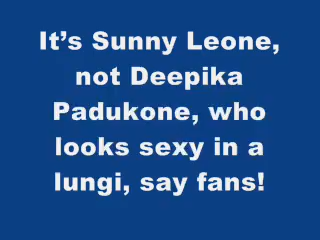 It’s Sunny Leone,
not Deepika
Padukone, who
looks sexy in a
lungi, say fans!